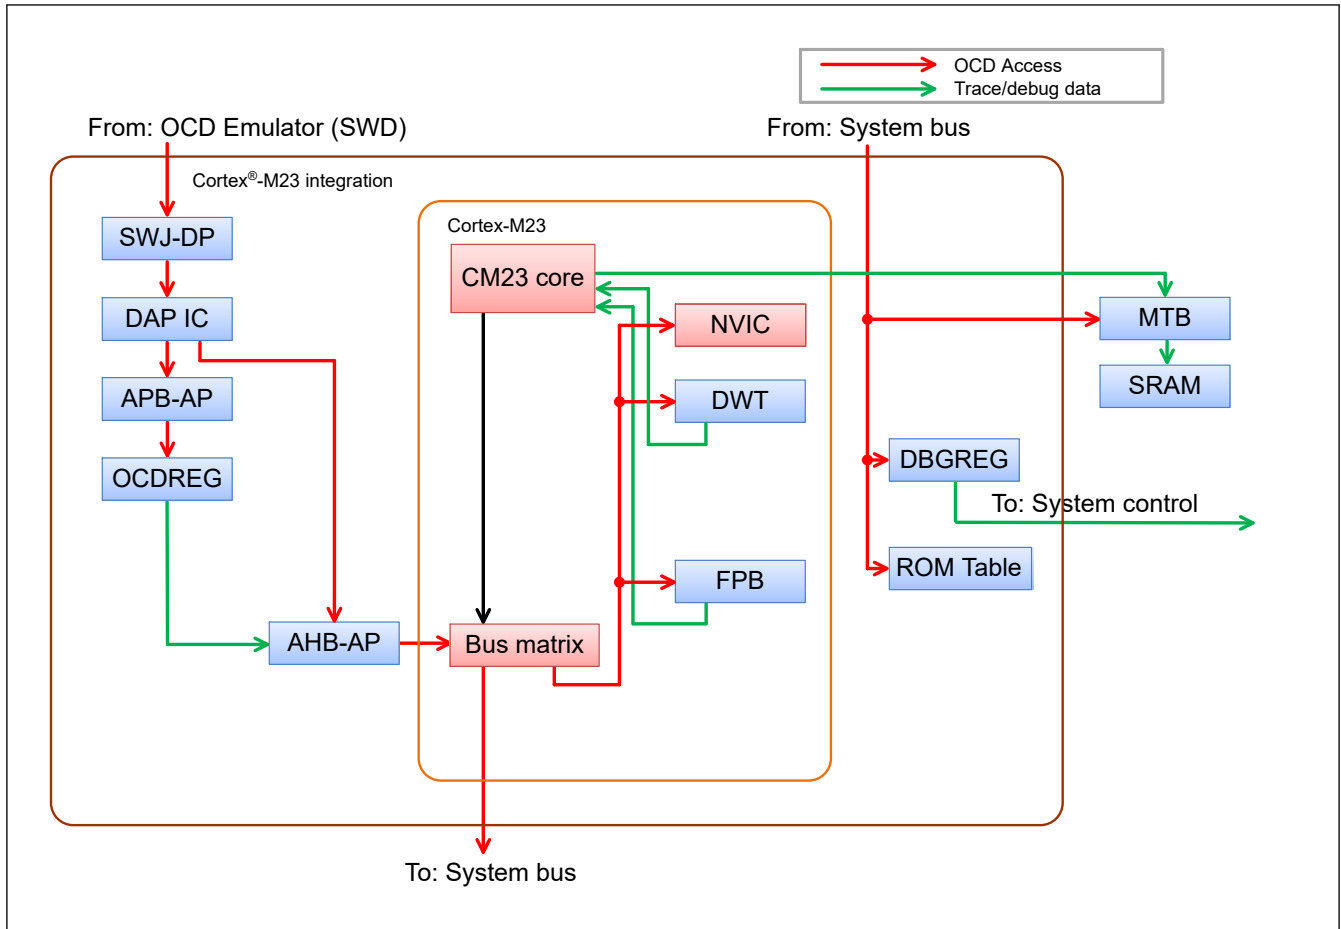 OCD Access
Trace/debug data
From: OCD Emulator (SWD)
From: System bus
Cortex®-M23 integration
Cortex-M23
SWJ-DP
CM23 core
DAP IC
NVIC
MTB
APB-AP
DWT
SRAM
OCDREG
DBGREG
To: System control
FPB
ROM Table
AHB-AP
Bus matrix
To: System bus